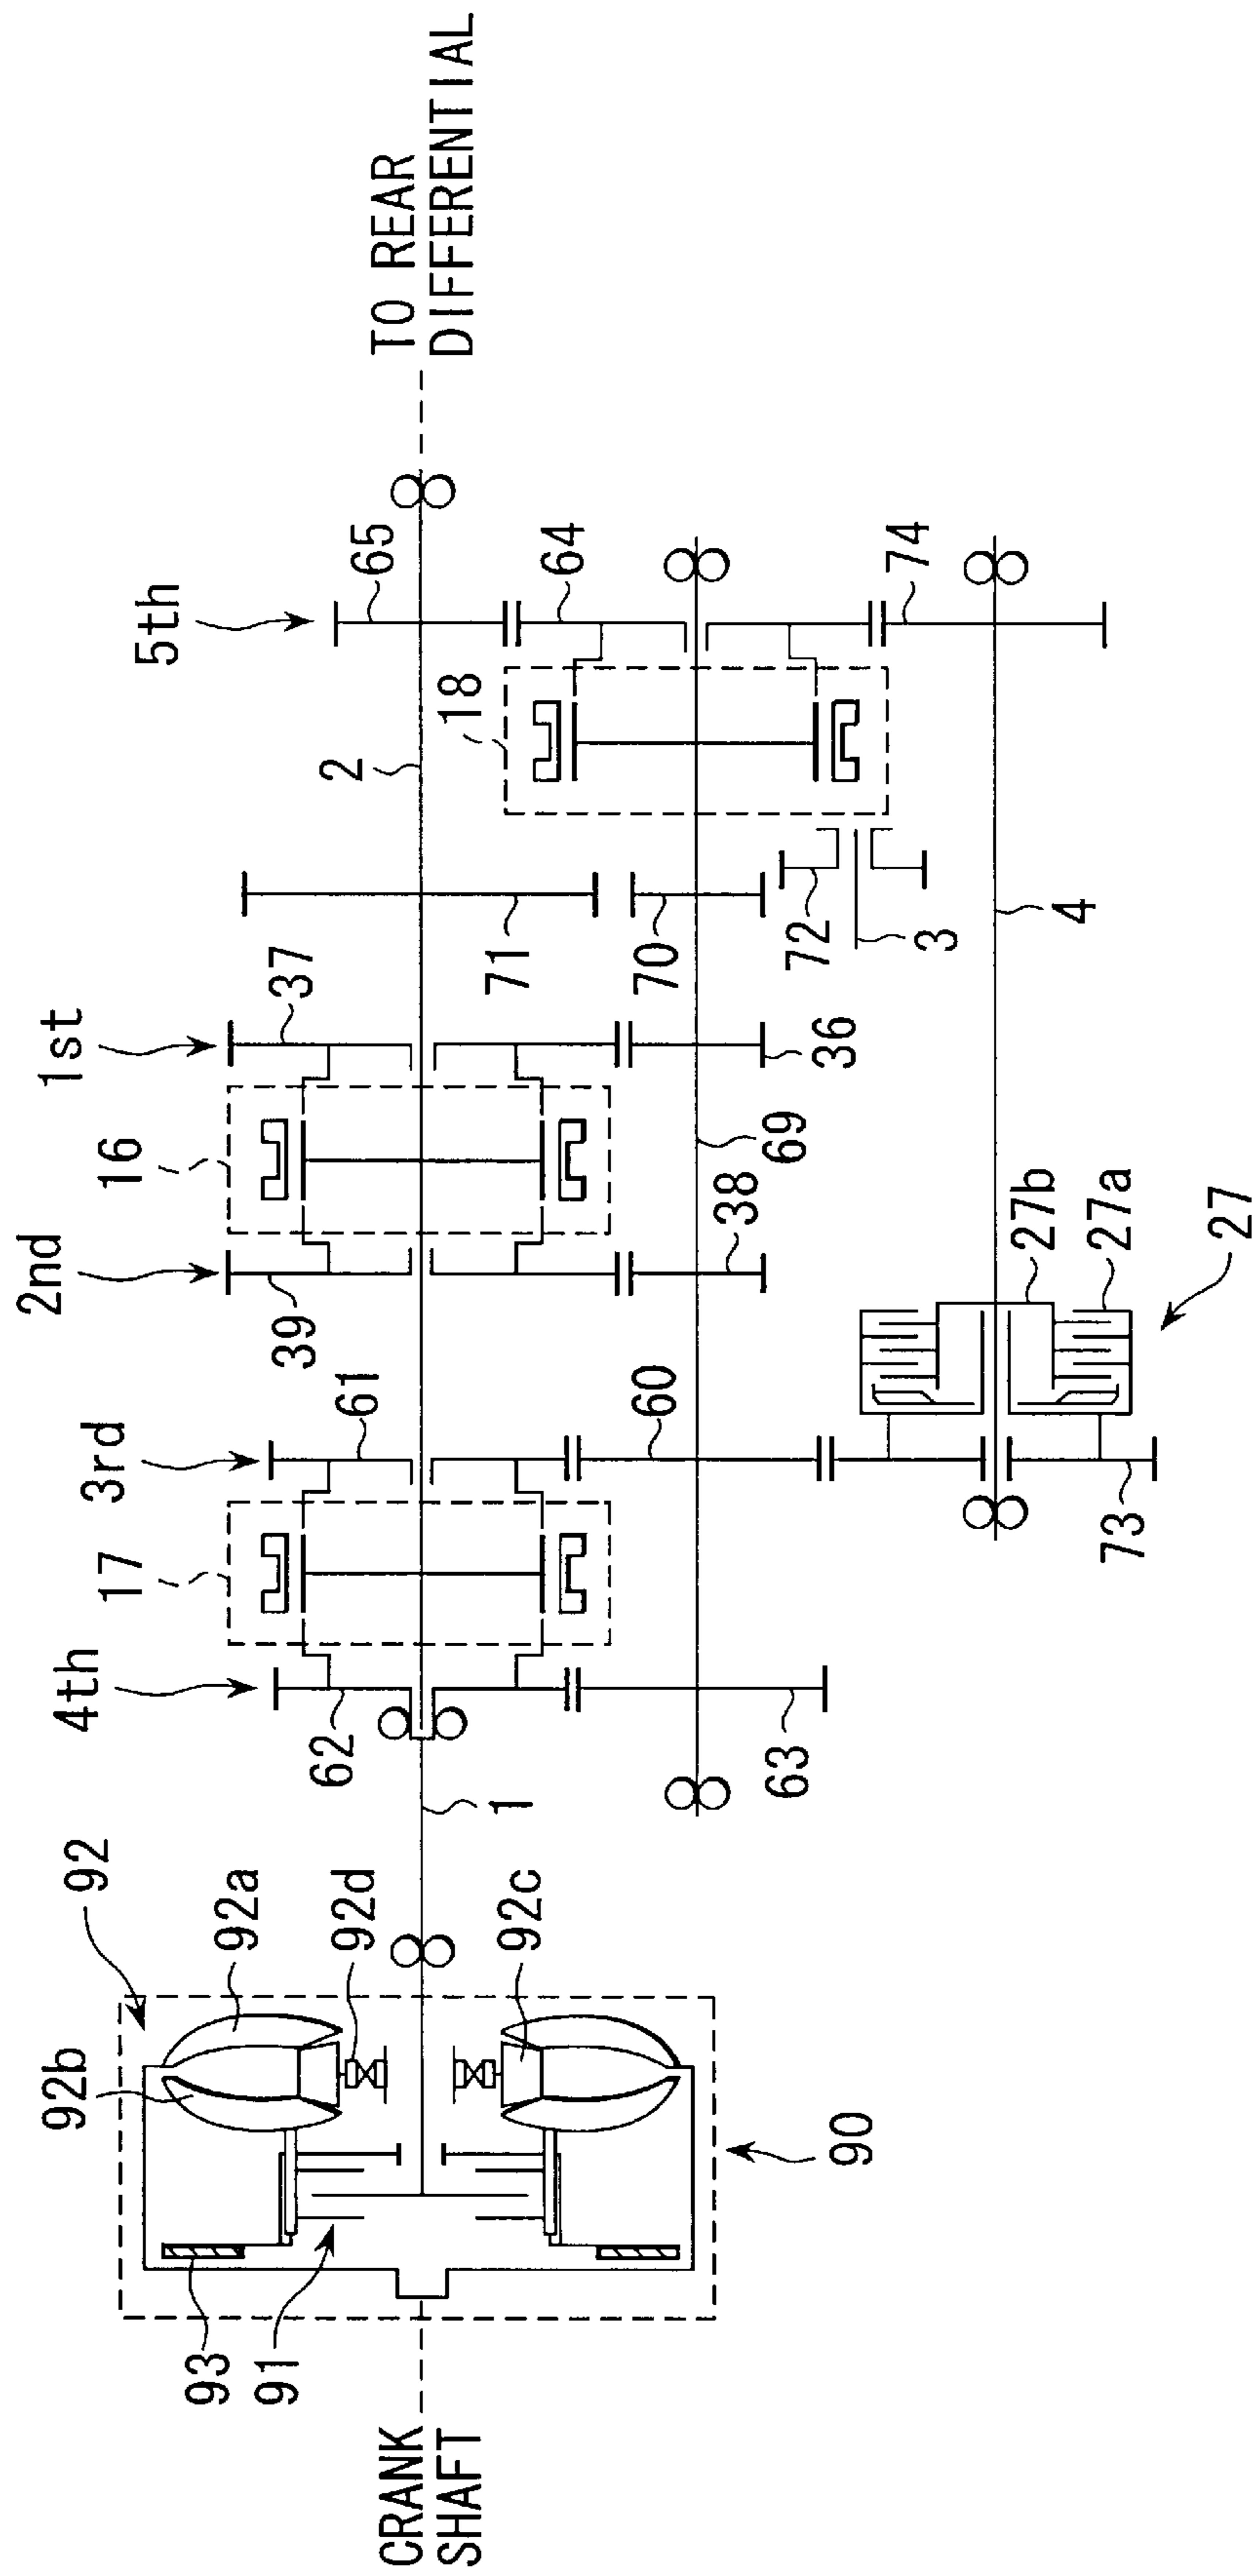 CRANK
SHAFT
TO REAR
DIFFERENTIAL
92
92b
92a
92d
92c
93
91
90
1
4th
62
17
3rd
61
63
60
2nd
39
16
1st
37
38
69
36
71
70
72
3
2
18
5th
65
64
74
4
73
27b
27a
27